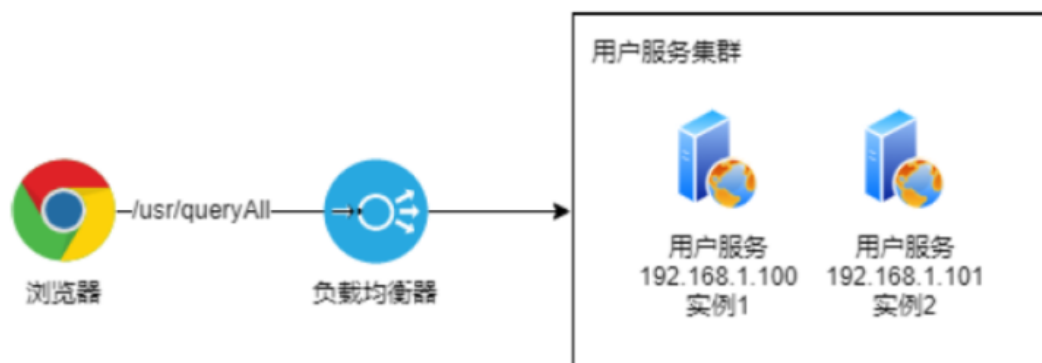 用户服务集群
/usr/queryAll
浏览器
负载均衡器
用户服务
192.168.1.100
实例1
用户服务
192.168.1.101
实例2